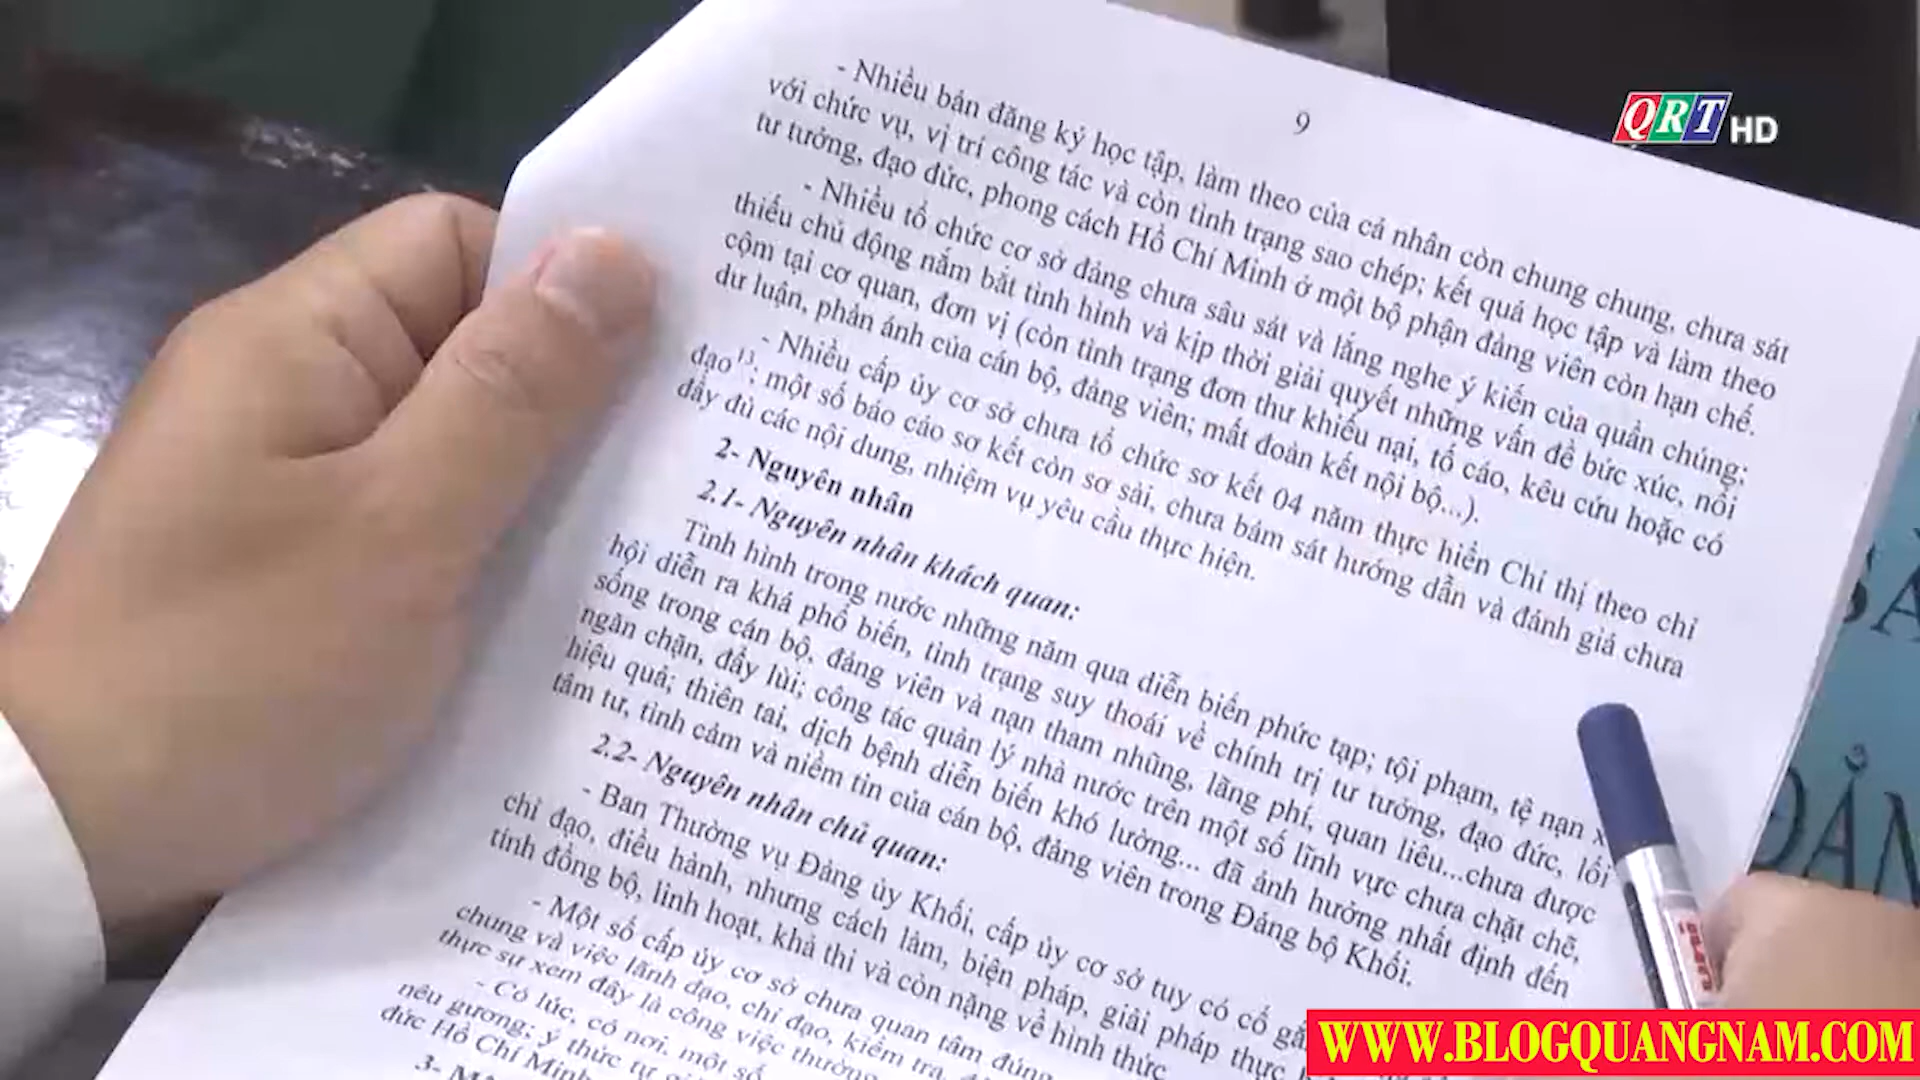 9
QRT HD
- Nhiều bản đăng ký học tập, làm theo của cá nhân còn chung chung, chưa sát
với chức vụ, vị trí công tác và còn tình trạng sao chép; kết quả học tập và làm theo
tư tưởng, đạo đức, phong cách Hồ Chí Minh ở một bộ phận đảng viên còn hạn chế.
- Nhiều tổ chức cơ sở đảng chưa sâu sát và lắng nghe ý kiến của quần chúng;
thiếu chủ động nắm bắt tình hình và kịp thời giải quyết những vấn đề bức xúc, nổi
cộm tại cơ quan, đơn vị (còn tình trạng đơn thư khiếu nại, tố cáo, kêu cứu hoặc có
dư luận, phản ánh của cán bộ, đảng viên; mất đoàn kết nội bộ...).
- Nhiều cấp ủy cơ sở chưa tổ chức sơ kết 04 năm thực hiển Chỉ thị theo chỉ
đạo13; một số báo cáo sơ kết còn sơ sài, chưa bám sát hướng dẫn và đánh giá chưa
đầy đủ các nội dung, nhiệm vụ yêu cầu thực hiện.
2- Nguyên nhân
2.1- Nguyên nhân khách quan:
Tình hình trong nước những năm qua diễn biến phức tạp; tội phạm, tệ nạn x
hội diễn ra khá phổ biến, tình trạng suy thoái về chính trị tư tưởng, đạo đức, lối
sống trong cán bộ, đảng viên và nạn tham nhũng, lãng phí, quan liêu...chưa được
ngăn chặn, đẩy lùi; công tác quản lý nhà nước trên một số lĩnh vực chưa chặt chẽ,
hiệu quả; thiên tai, dịch bệnh diễn biến khó lường... đã ảnh hưởng nhất định đến
tâm tư, tình cảm và niềm tin của cán bộ, đảng viên trong Đảng bộ Khối.
2.2- Nguyên nhân chủ quan:
- Ban Thường vụ Đảng ủy Khối, cấp ủy cơ sở tuy có cố gắ
chỉ đạo, điều hành, nhưng cách làm, biện pháp, giải pháp thực
tính đồng bộ, linh hoạt, khả thi và còn nặng về hình thức
- Một số cấp ủy cơ sở chưa quan tâm đúng
chung và việc lãnh đạo, chỉ đạo, kiểm tra,
thực sự xem đây là công việc thường
- Có lúc, có nơi, một số
nêu gương; ý thức tự
đức Hồ Chí Minh
3-
ĐẢN
WWW.BLOGQUANGNAM.COM